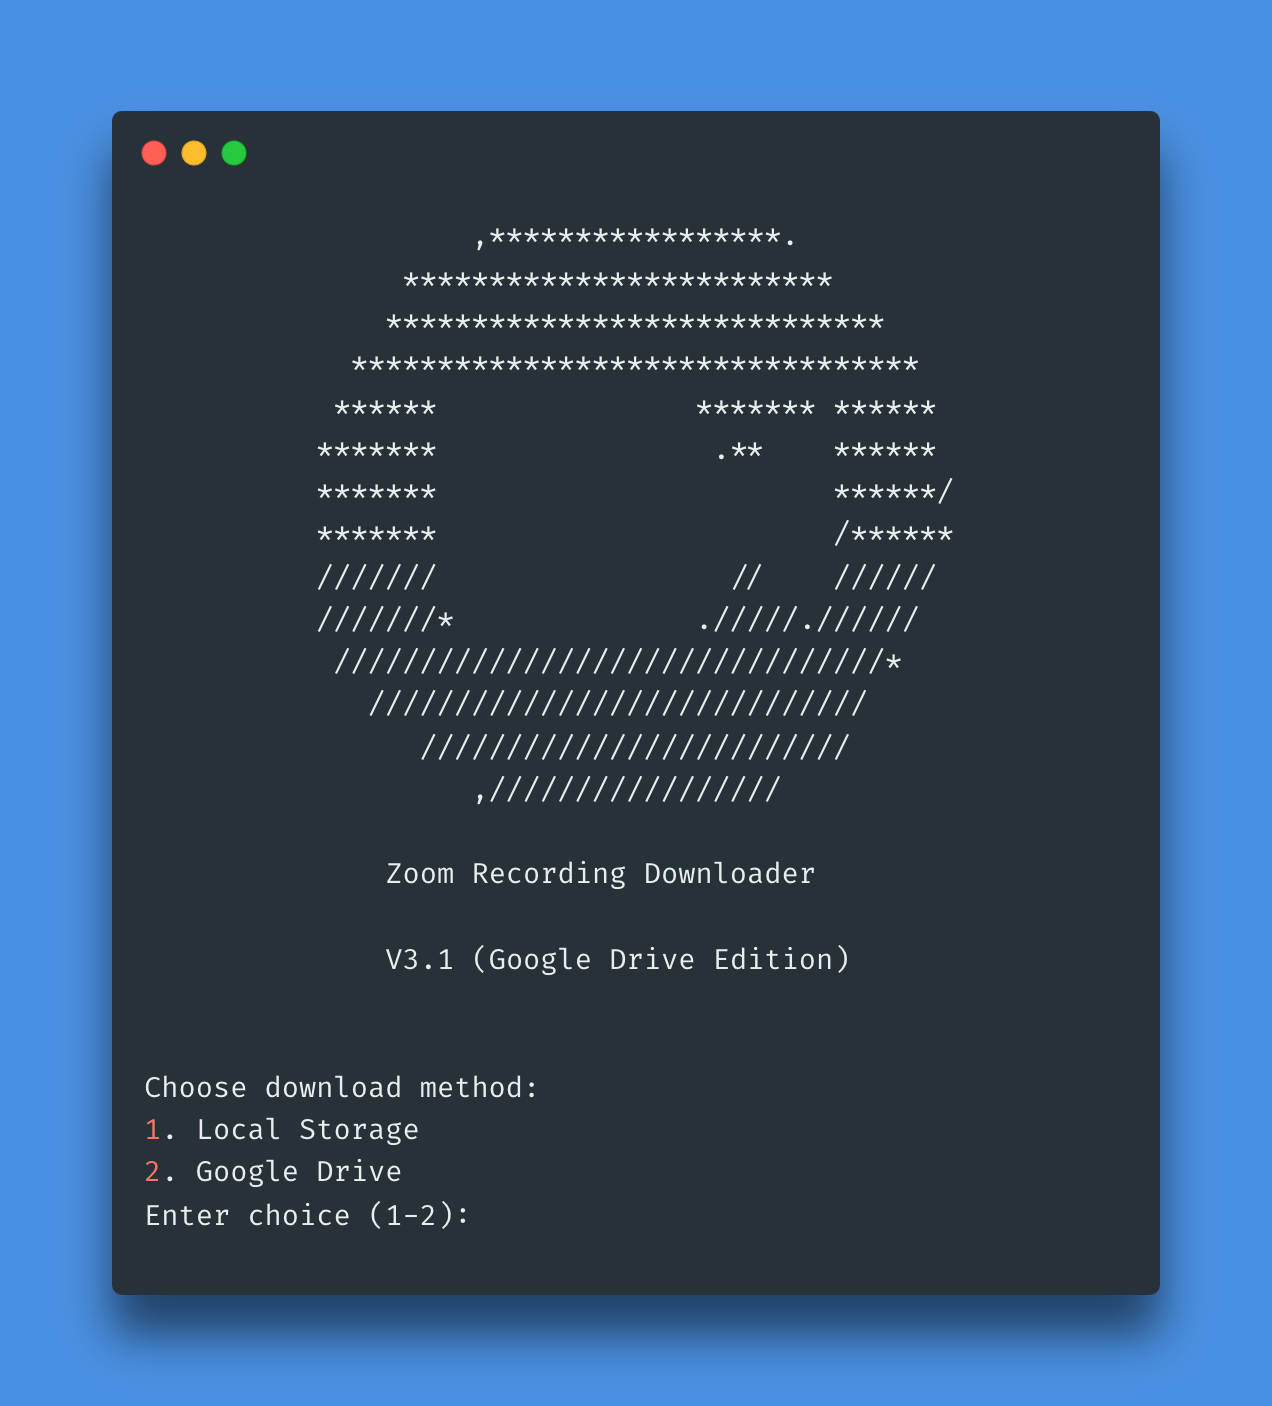 ,*****************.
*************************
*****************************
*********************************
****** ******* ******
******* .** ******
******* ******/
******* /******
/////// // //////
///////* ./////.//////
////////////////////////////////*
/////////////////////////////
/////////////////////////
,/////////////////
Zoom Recording Downloader
V3.1 (Google Drive Edition)
Choose download method:
1. Local Storage
2. Google Drive
Enter choice (1-2):